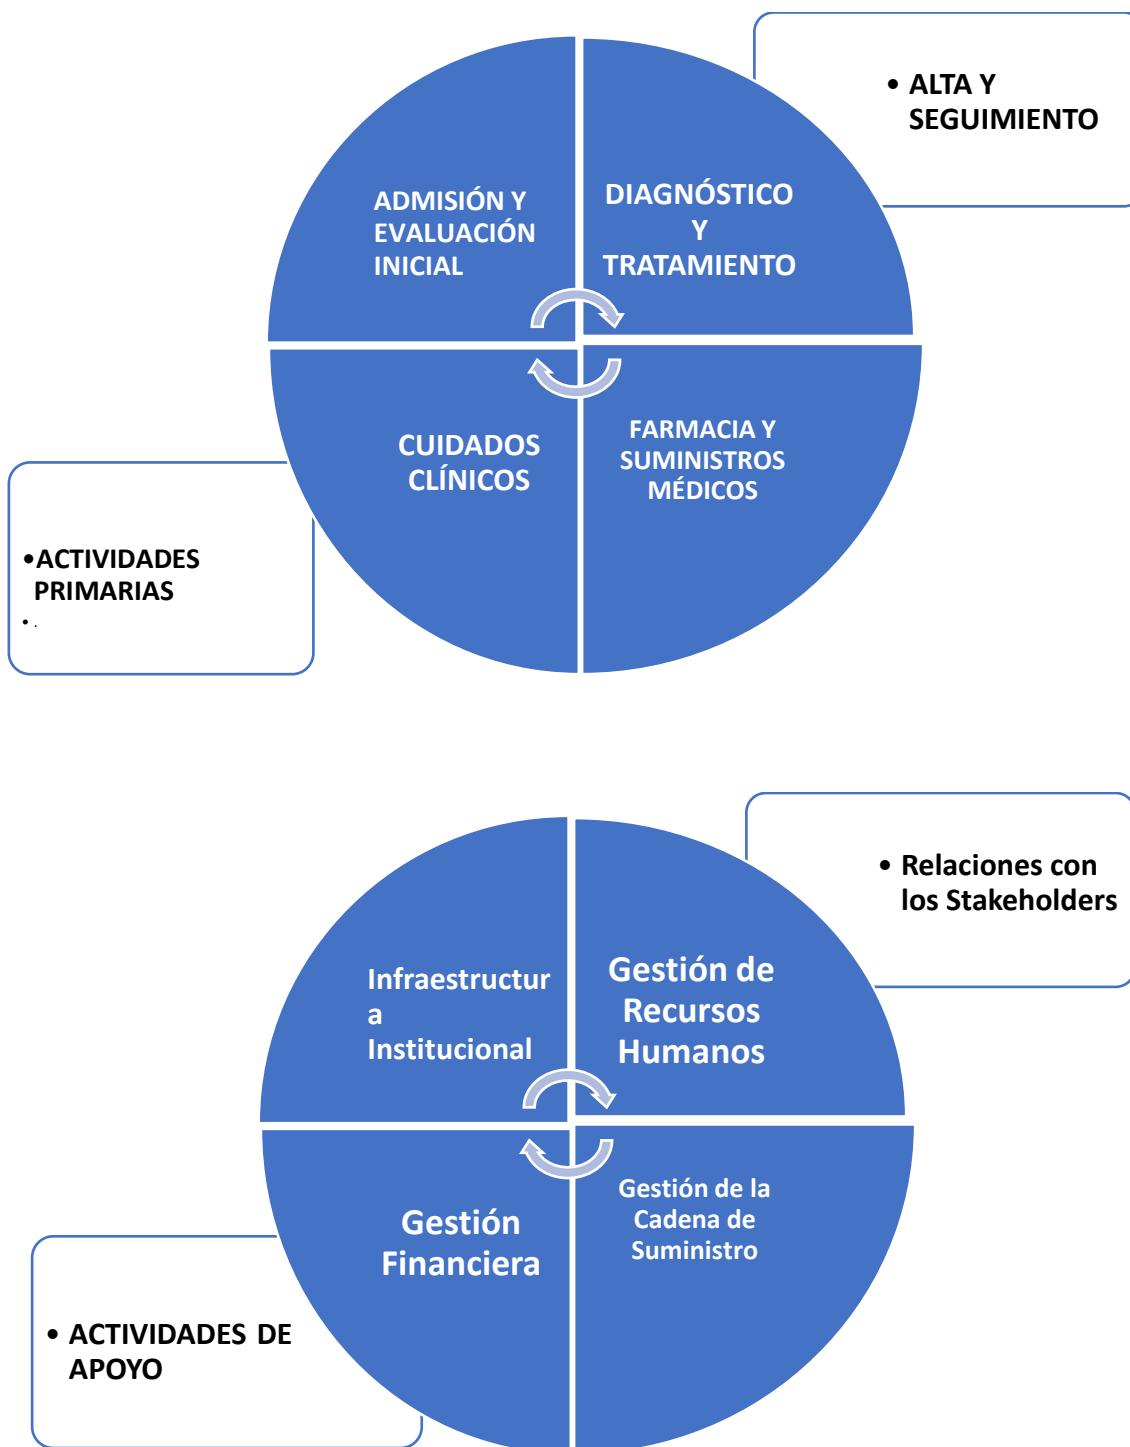 • ALTA Y
SEGUIMIENTO
ADMISIÓN Y
EVALUACIÓN
INICIAL
DIAGNÓSTICO
Y
TRATAMIENTO
CUIDADOS
CLÍNICOS
FARMACIA Y
SUMINISTROS
MÉDICOS
•ACTIVIDADES
PRIMARIAS
• .
• Relaciones con
los Stakeholders
Infraestructur
a
Institucional
Gestión de
Recursos
Humanos
Gestión
Financiera
Gestión de la
Cadena de
Suministro
• ACTIVIDADES DE
APOYO